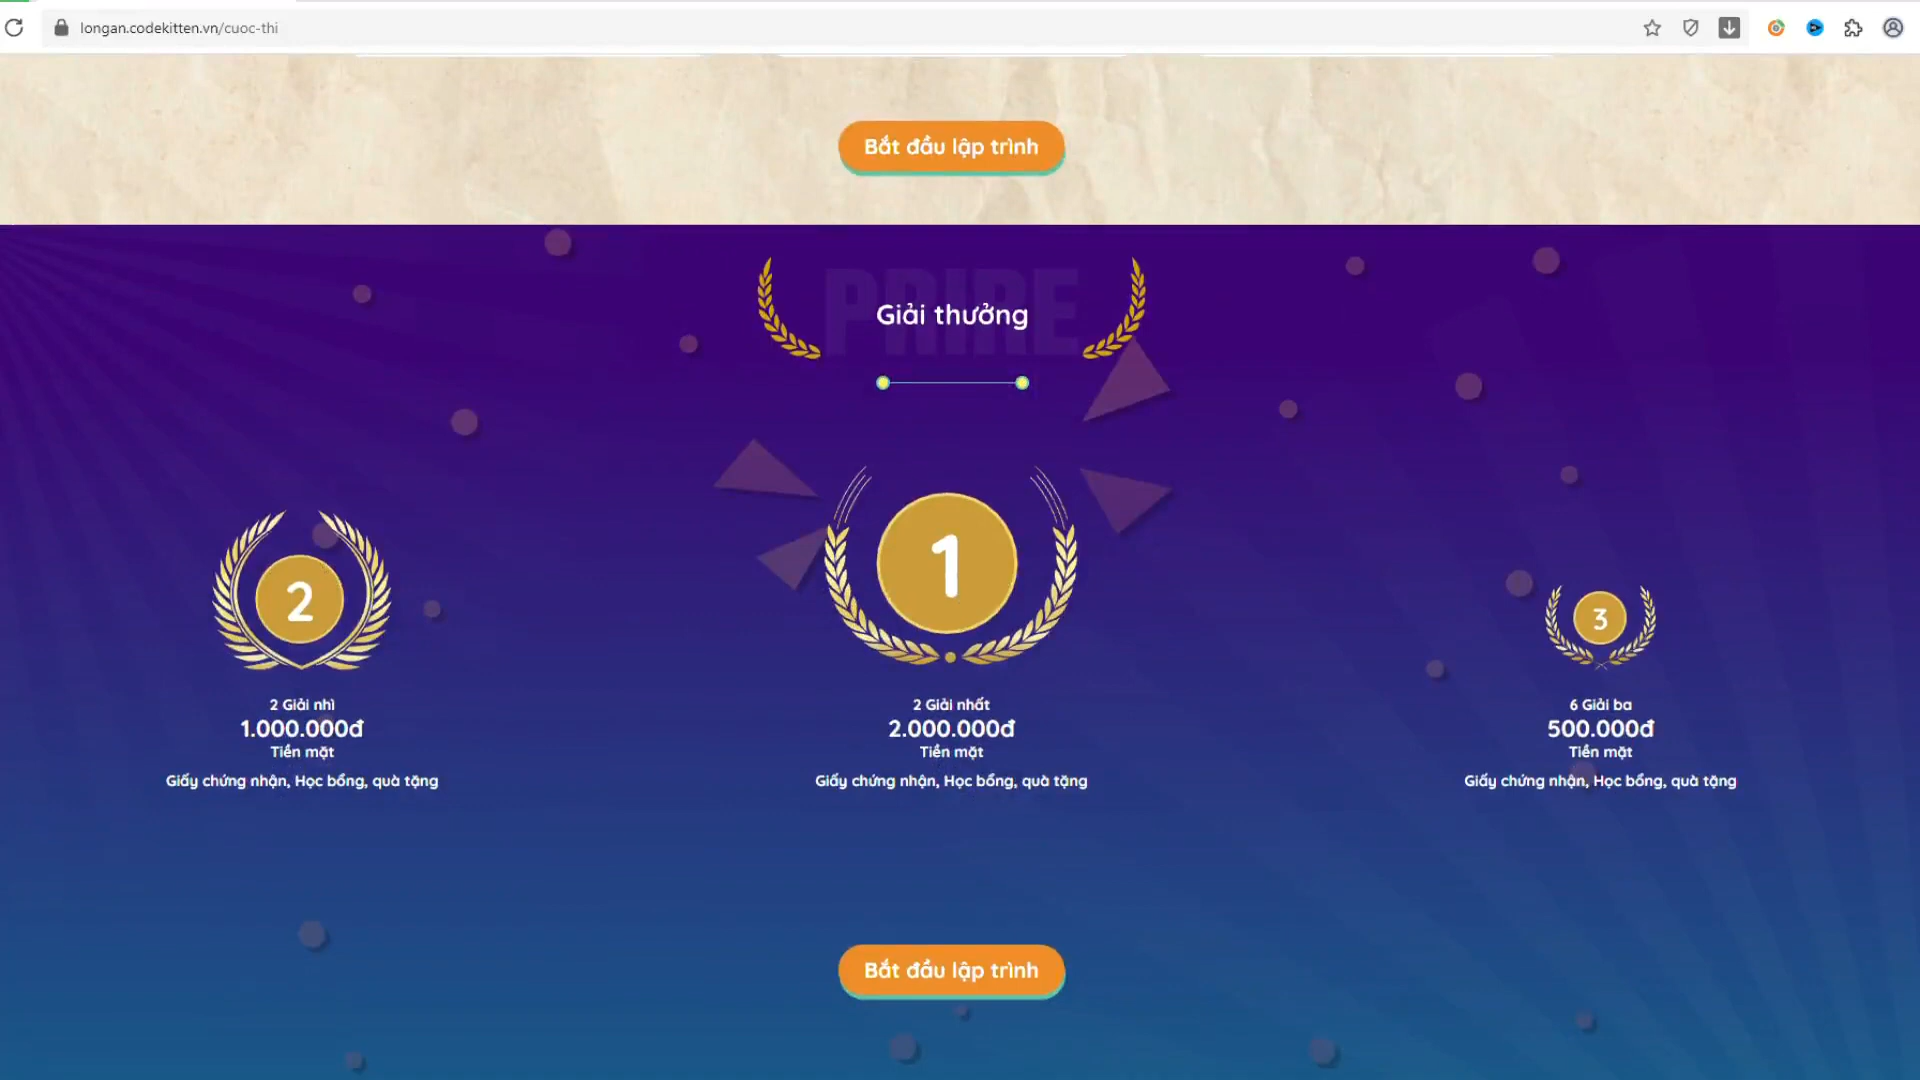 longan.codekitten.vn/cuoc-thi
Bắt đầu lập trình
PRIRE
Giải thưởng
2
1
3
2 Giải nhì
1.000.000đ
Tiền mặt
Giấy chứng nhận, Học bổng, quà tặng
2 Giải nhất
2.000.000đ
Tiền mặt
Giấy chứng nhận, Học bổng, quà tặng
6 Giải ba
500.000đ
Tiền mặt
Giấy chứng nhận, Học bổng, quà tặng
Bắt đầu lập trình